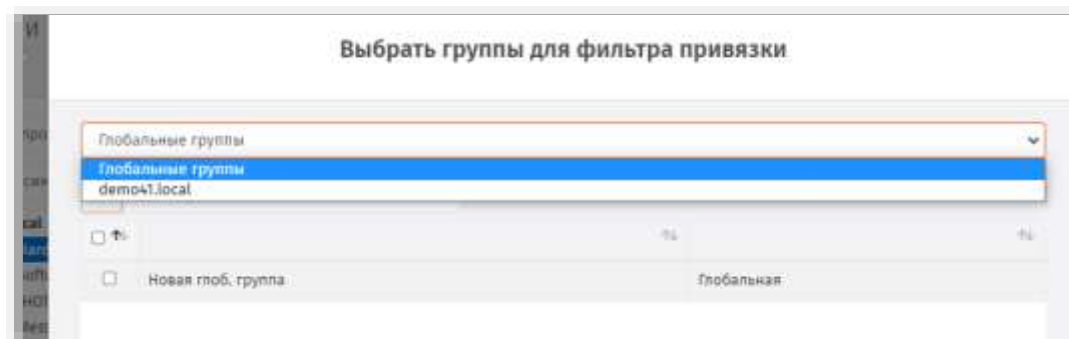 Выбрать группы для фильтра привязки
Глобальные группы
Глобальные группы
demo41.local
Новая глоб. группа Глобальная